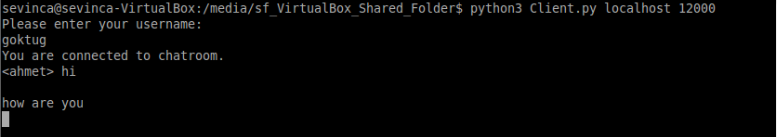 sevinca@sevinca-VirtualBox:/media/sf_VirtualBox_Shared_Folder$ python3 Client.py localhost 12000
Please enter your username:
goktug
You are connected to chatroom.
<ahmet> hi
how are you